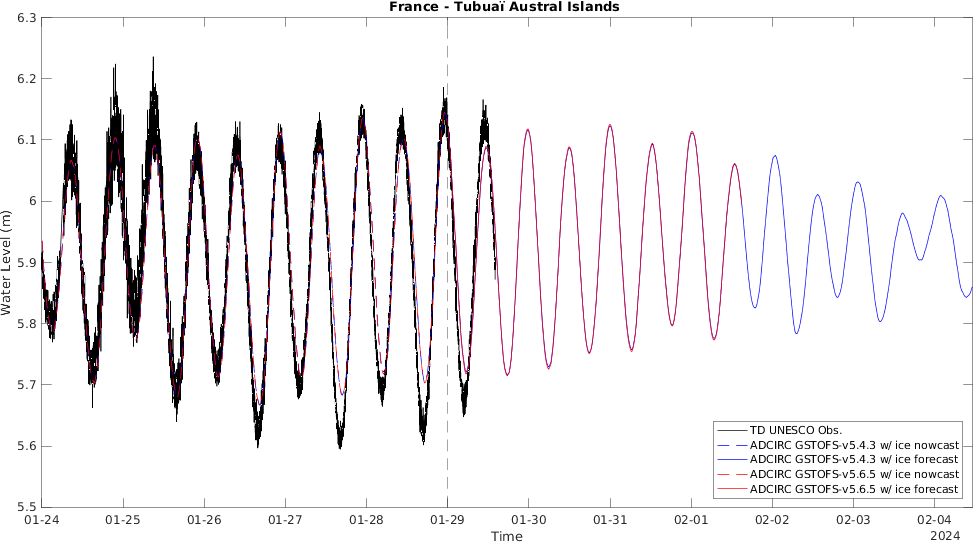 France - Tubuaï Austral Islands
6.3
6.2
6.1
6
5.9
5.8
5.7
5.6
5.5
Water Level (m)
01-24 01-25 01-26 01-27 01-28 01-29 01-30 01-31 02-01 02-02 02-03 02-04
2024
Time
TD UNESCO Obs.
ADCIRC GSTOFS-v5.4.3 w/ ice nowcast
ADCIRC GSTOFS-v5.4.3 w/ ice forecast
ADCIRC GSTOFS-v5.6.5 w/ ice nowcast
ADCIRC GSTOFS-v5.6.5 w/ ice forecast